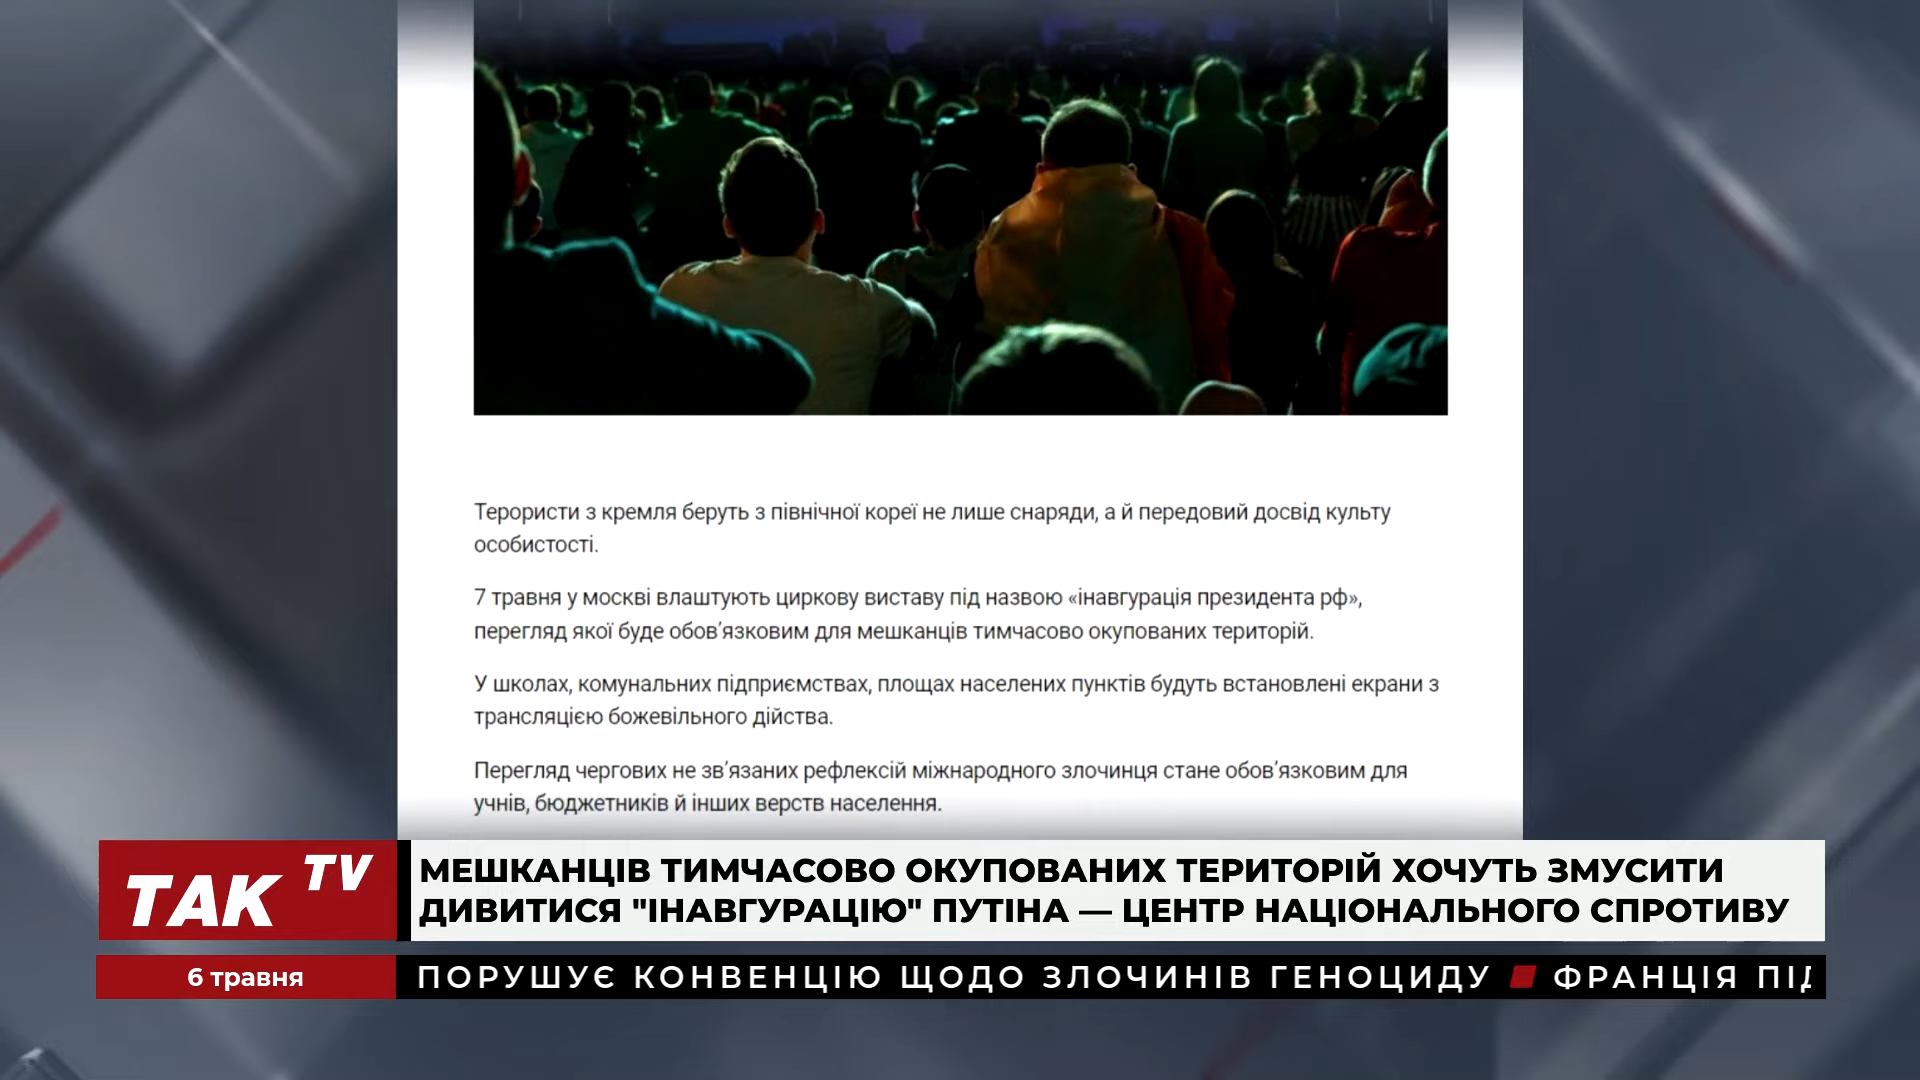 Терористи з кремля беруть з північної кореї не лише снаряди, а й передовий досвід культу
особистості.
7 травня у москві влаштують циркову виставу під назвою «інавгурація президента рф»,
перегляд якої буде обов’язковим для мешканців тимчасово окупованих територій.
У школах, комунальних підприємствах, площах населених пунктів будуть встановлені екрани з
трансляцією божевільного дійства.
Перегляд чергових не зв’язаних рефлексій міжнародного злочинця стане обов’язковим для
учнів, бюджетників й інших верств населення.
ТАК TV
МЕШКАНЦІВ ТИМЧАСОВО ОКУПОВАНИХ ТЕРИТОРІЙ ХОЧУТЬ ЗМУСИТИ
ДИВИТИСЯ "ІНАВГУРАЦІЮ" ПУТІНА — ЦЕНТР НАЦІОНАЛЬНОГО СПРОТИВУ
6 травня
ПОРУШУЄ КОНВЕНЦІЮ ЩОДО ЗЛОЧИНІВ ГЕНОЦИДУ ФРАНЦІЯ